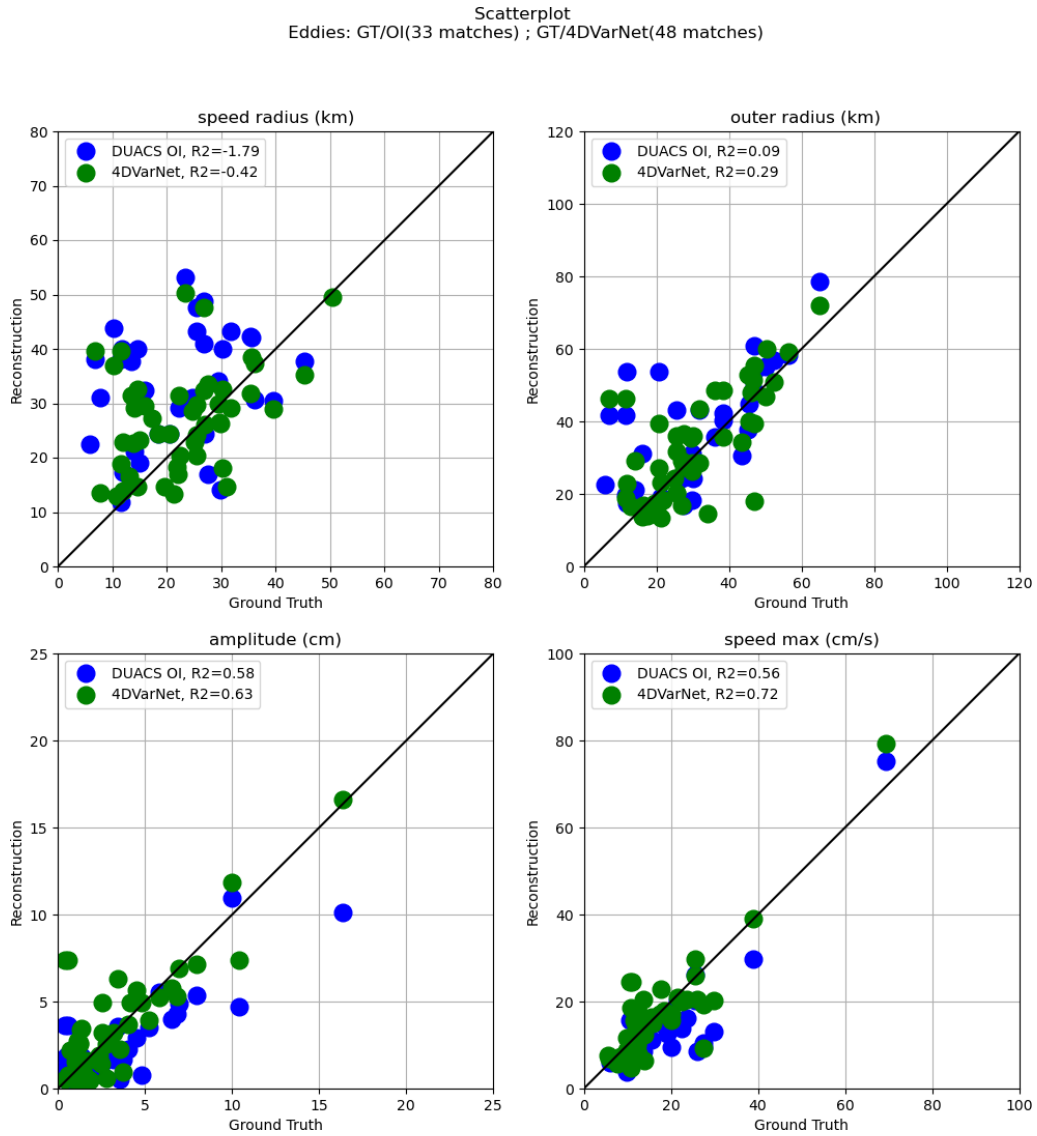 Scatterplot
Eddies: GT/OI(33 matches) ; GT/4DVarNet(48 matches)
speed radius (km)
DUACS OI, R2=-1.79
4DVarNet, R2=-0.42
80
70
60
50
40
30
20
10
0
Reconstruction
0 10 20 30 40 50 60 70 80
Ground Truth
outer radius (km)
DUACS OI, R2=0.09
4DVarNet, R2=0.29
120
100
80
60
40
20
0
Reconstruction
0 20 40 60 80 100 120
Ground Truth
amplitude (cm)
DUACS OI, R2=0.58
4DVarNet, R2=0.63
25
20
15
10
5
0
Reconstruction
0 5 10 15 20 25
Ground Truth
speed max (cm/s)
DUACS OI, R2=0.56
4DVarNet, R2=0.72
100
80
60
40
20
0
Reconstruction
0 20 40 60 80 100
Ground Truth